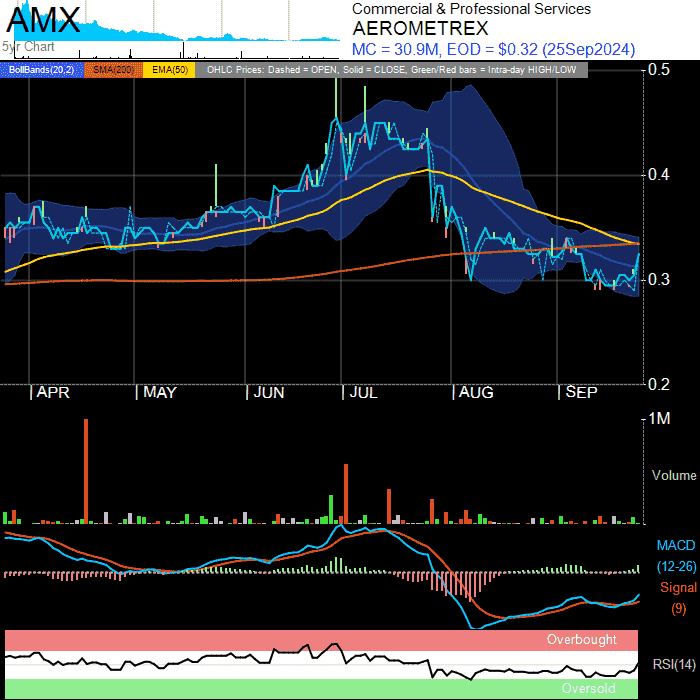 AMX
5yr Chart
Commercial & Professional Services
AEROMETREX
MC = 30.9M, EOD = $0.32 (25Sep2024)
BollBands(20,2) SMA(200) EMA(50) OHLC Prices: Dashed = OPEN, Solid = CLOSE, Green/Red bars = Intra-day HIGH/LOW
0.5
0.4
0.3
0.2
APR MAY JUN JUL AUG SEP
1M
Volume
MACD
(12-26)
Signal
(9)
Overbought
RSI(14)
Oversold